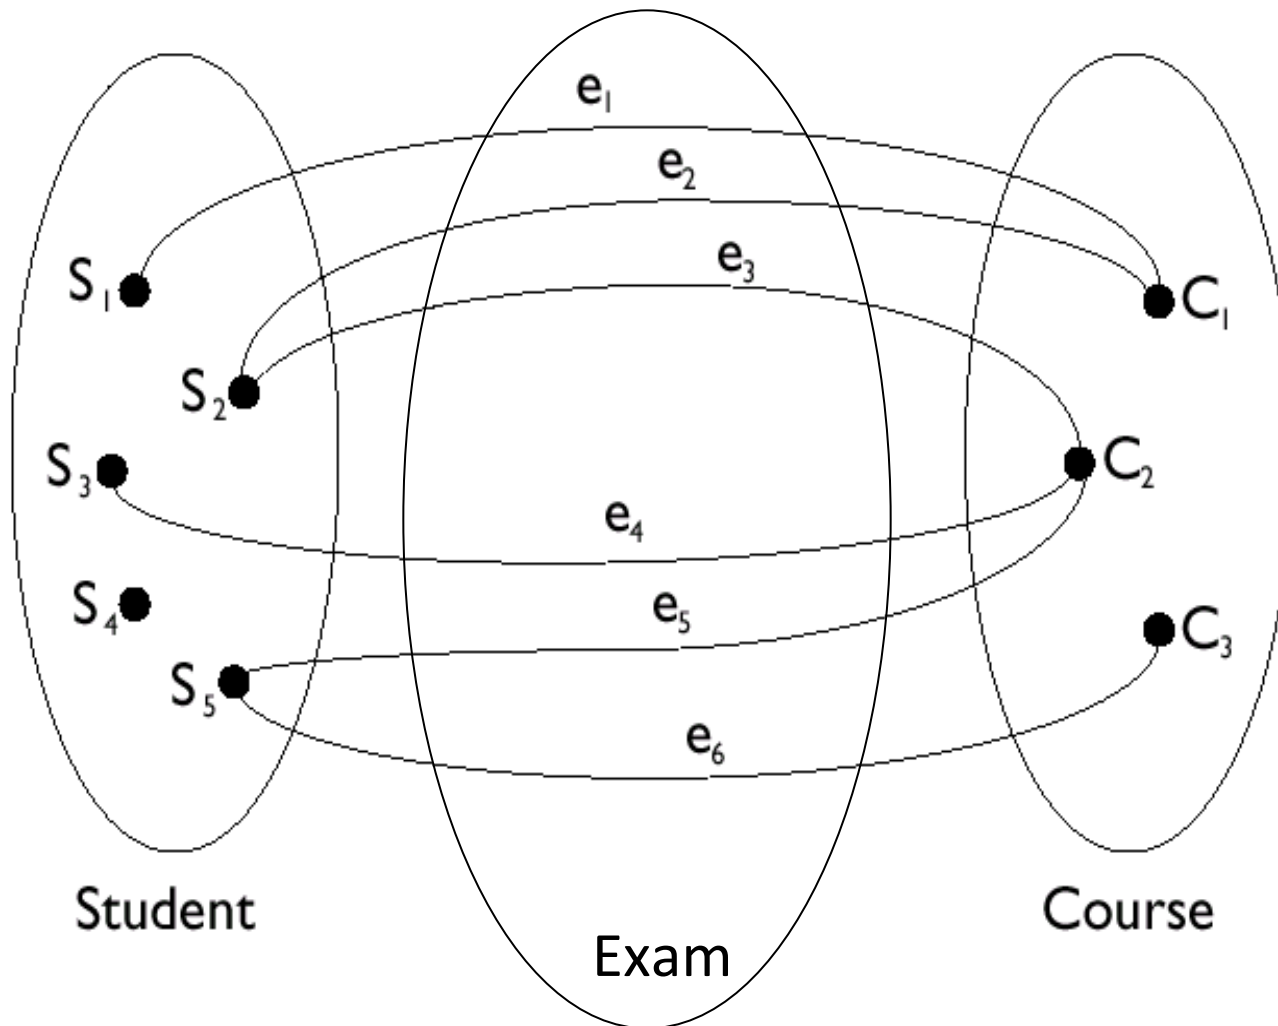 e₁
e₂
e₃
S₁
C₁
S₂
S₃
C₂
e₄
S₄
e₅
C₃
S₅
e₆
Student
Course
Exam